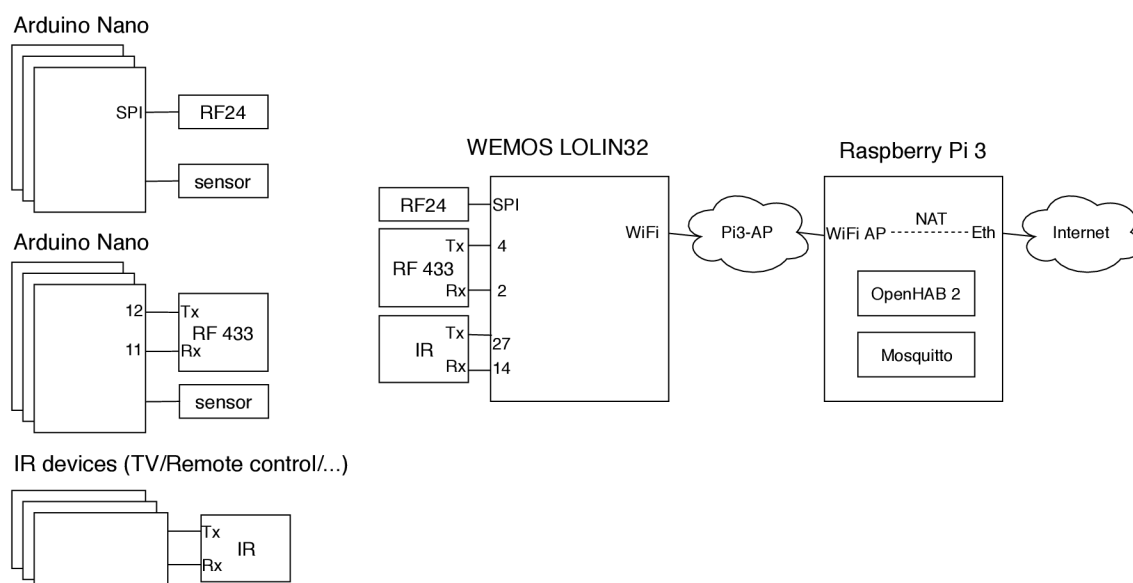 Arduino Nano
SPI
RF24
sensor
Arduino Nano
12
Tx
RF 433
11
Rx
sensor
IR devices (TV/Remote control/...)
Tx
IR
Rx
WEMOS LOLIN32
RF24
SPI
WiFi
Tx
4
RF 433
Rx
2
Tx
27
IR
Rx
14
Pi3-AP
Raspberry Pi 3
WiFi AP
NAT
Eth
OpenHAB 2
Mosquitto
Internet